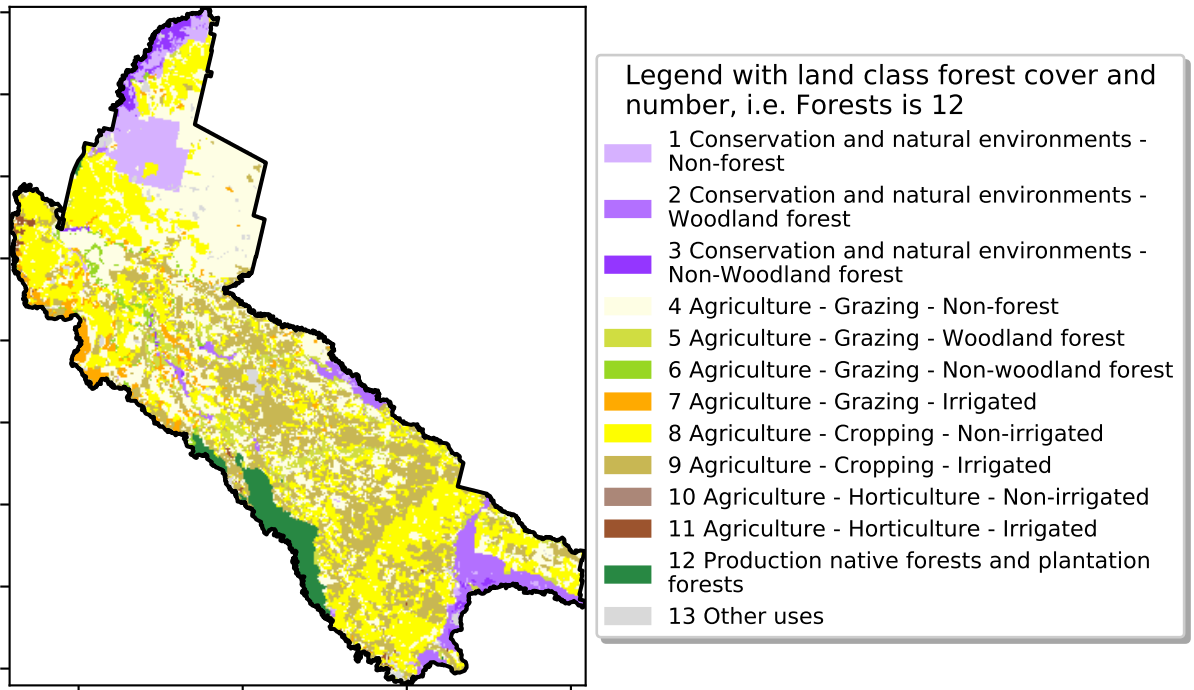 Legend with land class forest cover and
number, i.e. Forests is 12
1 Conservation and natural environments -
Non-forest
2 Conservation and natural environments -
Woodland forest
3 Conservation and natural environments -
Non-Woodland forest
4 Agriculture - Grazing - Non-forest
5 Agriculture - Grazing - Woodland forest
6 Agriculture - Grazing - Non-woodland forest
7 Agriculture - Grazing - Irrigated
8 Agriculture - Cropping - Non-irrigated
9 Agriculture - Cropping - Irrigated
10 Agriculture - Horticulture - Non-irrigated
11 Agriculture - Horticulture - Irrigated
12 Production native forests and plantation
forests
13 Other uses